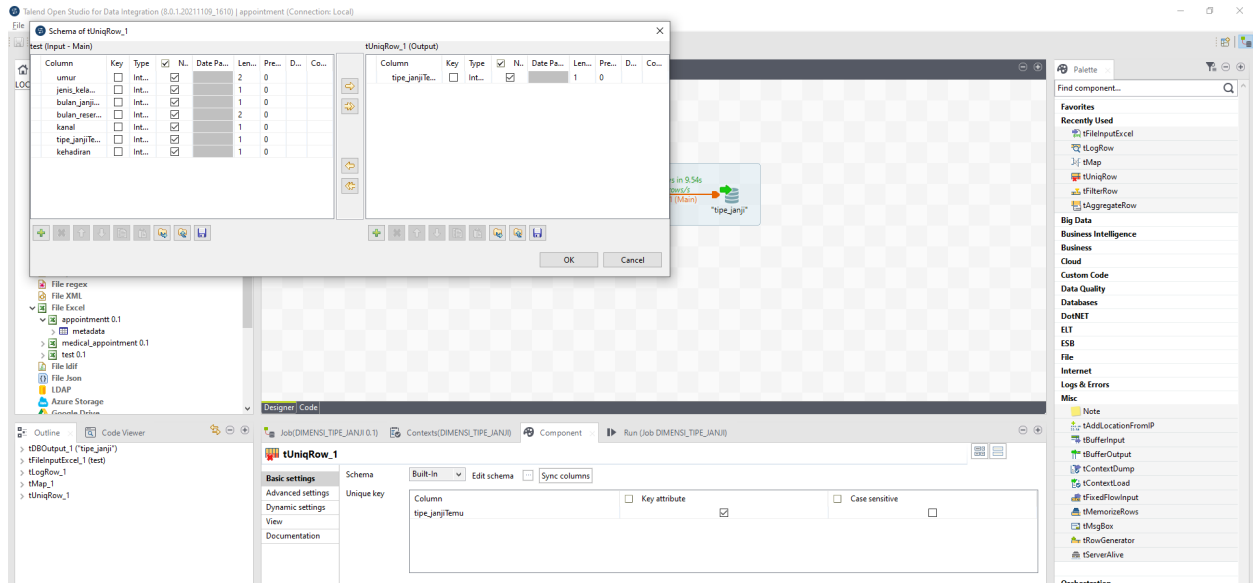 Talend Open Studio for Data Integration (8.0.1.20211109_1610) | appointment (Connection: Local)
File
Schema of tUniqRow_1
test (Input - Main)
tUniqRow_1 (Output)
Column Key Type N.. Date Pa... Len... Pre... D... Co...
umur Int... 2 0
jenis_kela... Int... 1 0
bulan_janji... Int... 1 0
bulan_reser... Int... 2 0
kanal Int... 1 0
tipe_janjiTe... Int... 1 0
kehadiran Int... 1 0
Column Key Type N.. Date Pa... Len... Pre... D... Co...
tipe_janjiTe... Int... 1 0
OK Cancel
LOC
s in 9.54s
ows/s
1 (Main)
"tipe_janji"
File regex
File XML
File Excel
appointmentt 0.1
metadata
medical_appointment 0.1
test 0.1
File ldif
File Json
LDAP
Azure Storage
Google Drive
Designer Code
Outline Code Viewer
tDBOutput_1 ("tipe_janji")
tFileInputExcel_1 (test)
tLogRow_1
tMap_1
tUniqRow_1
Job(DIMENSI_TIPE_JANJI 0.1) Contexts(DIMENSI_TIPE_JANJI) Component Run (Job DIMENSI_TIPE_JANJI)
tUniqRow_1
Basic settings
Advanced settings
Dynamic settings
View
Documentation
Schema Built-In Edit schema ... Sync columns
Unique key
Column Key attribute Case sensitive
tipe_janjiTemu
Palette
Find component...
Favorites
Recently Used
tFileInputExcel
tLogRow
tMap
tUniqRow
tFilterRow
tAggregateRow
Big Data
Business Intelligence
Business
Cloud
Custom Code
Data Quality
Databases
DotNET
ELT
ESB
File
Internet
Logs & Errors
Misc
Note
tAddLocationFromIP
tBufferInput
tBufferOutput
tContextDump
tContextLoad
tFixedFlowInput
tMemorizeRows
tMsgBox
tRowGenerator
tServerAlive
Orchestration